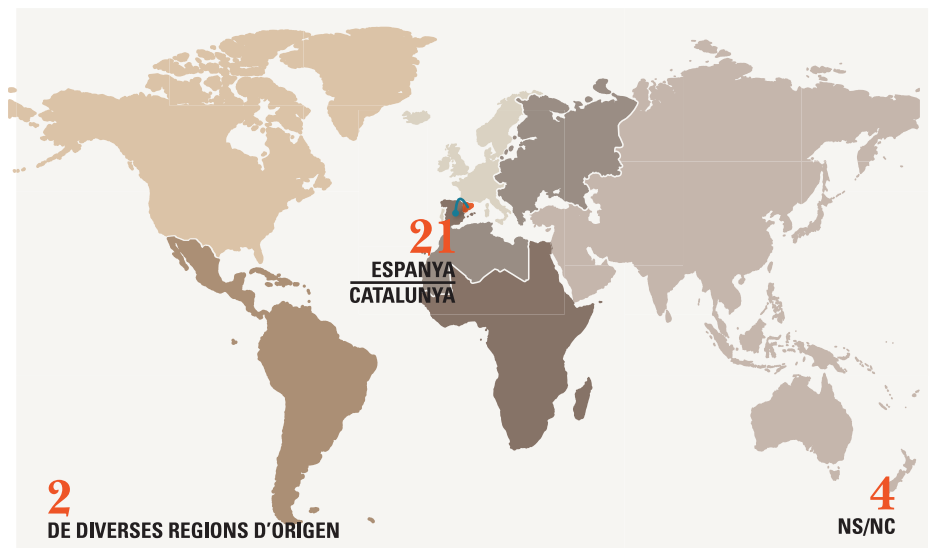 21
ESPANYA
CATALUNYA
2
DE DIVERSES REGIONS D'ORIGEN
4
NS/NC